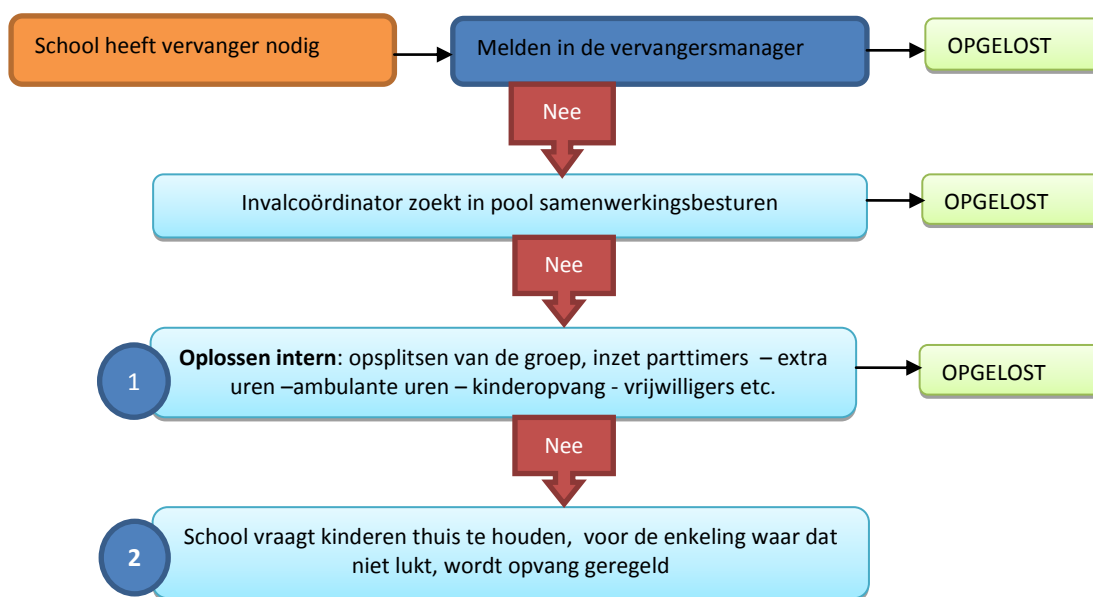 School heeft vervanger nodig
Melden in de vervangersmanager
OPGELOST
Nee
Invalcoördinator zoekt in pool samenwerkingsbesturen
OPGELOST
Nee
1
Oplossen intern: opsplitsen van de groep, inzet parttimers – extra
uren –ambulante uren – kinderopvang - vrijwilligers etc.
OPGELOST
Nee
2
School vraagt kinderen thuis te houden, voor de enkeling waar dat
niet lukt, wordt opvang geregeld